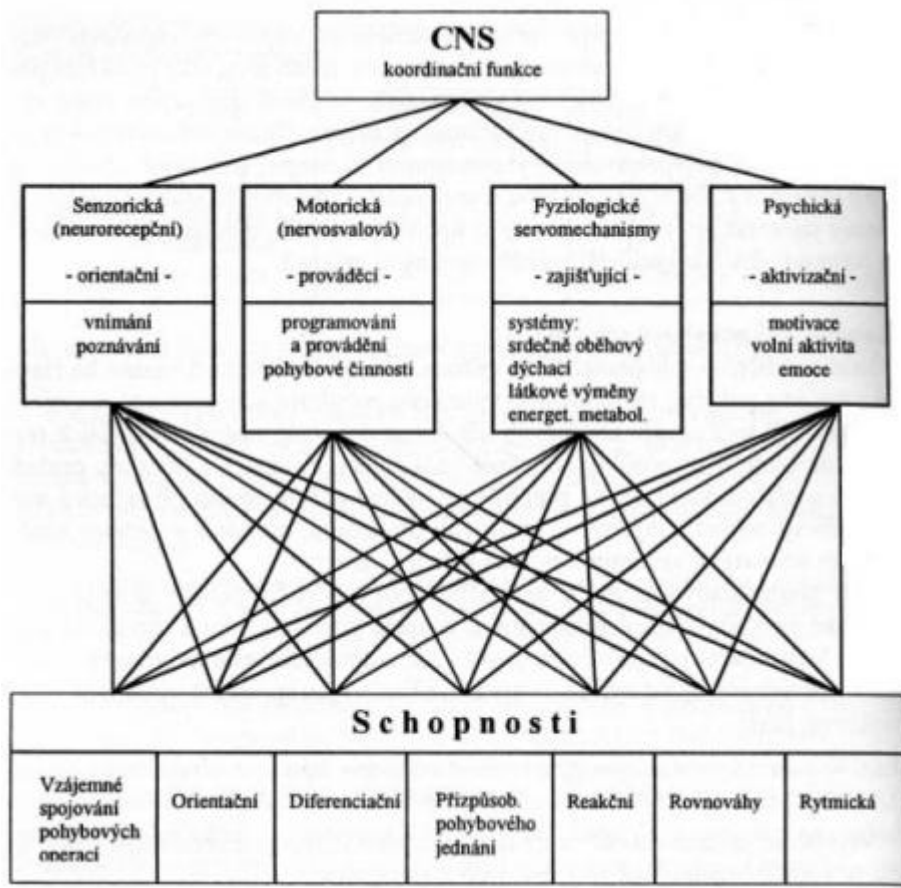 CNS
koordinační funkce
Senzorická
(neurorecepční)
- orientační -
vnímání
poznávání
Motorická
(nervosvalová)
- prováděcí -
programování
a provádění
pohybové činnosti
Fyziologické
servomechanismy
- zajišťující -
systémy:
srdečně oběhový
dýchací
látkové výměny
energet. metabol.
Psychická
- aktivizační -
motivace
volní aktivita
emoce
Schopnosti
Vzájemné
spojování
pohybových
operací
Orientační
Diferenciační
Přizpůsob.
pohybového
jednání
Reakční
Rovnováhy
Rytmická